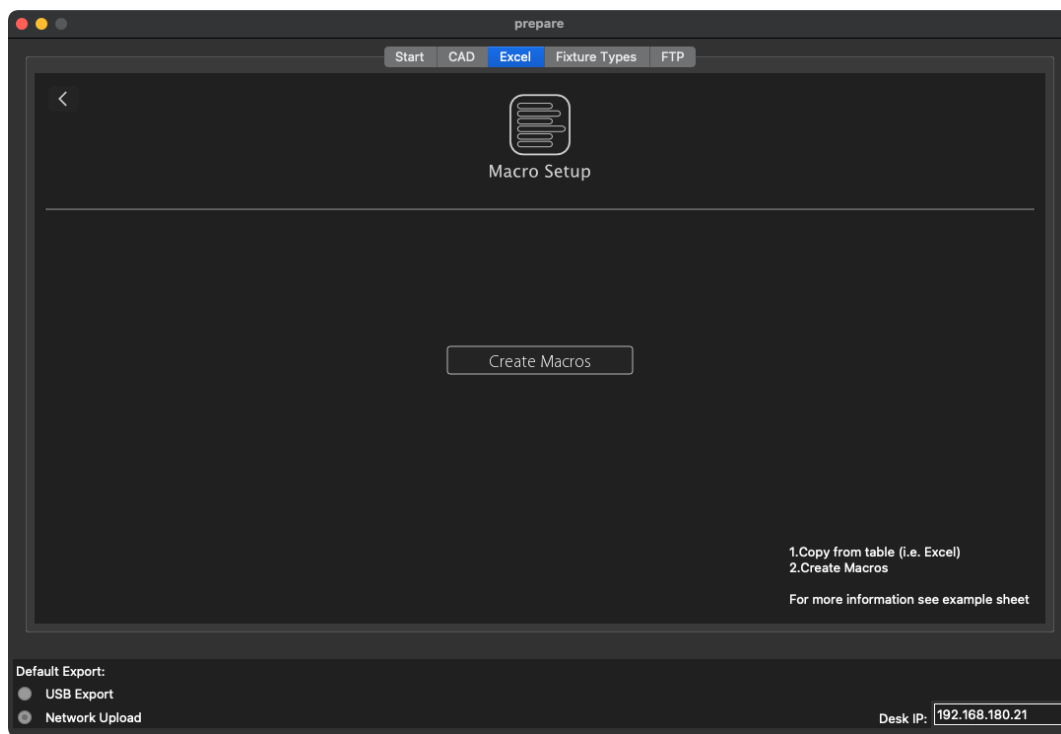 prepare
Start CAD Excel Fixture Types FTP
Macro Setup
Create Macros
1.Copy from table (i.e. Excel)
2.Create Macros
For more information see example sheet
Default Export:
USB Export
Network Upload
Desk IP: 192.168.180.21